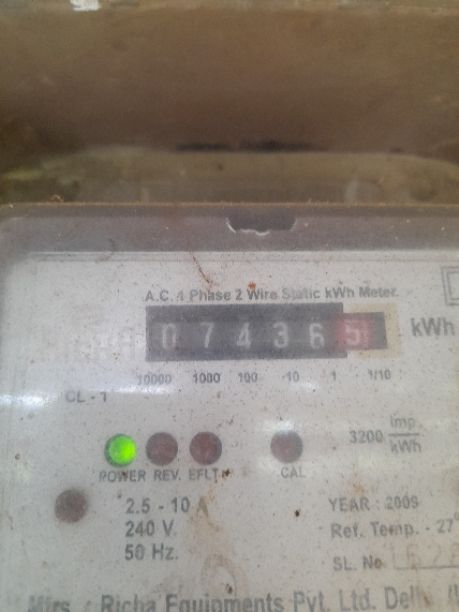 A.C. 1 Phase 2 Wire Static kWh Meter.
0 7 4 3 6 5 kWh
10000 1000 100 10 1 1/10
CL - 1
3200 imp. / kWh
POWER REV. EFLT. CAL
2.5 - 10 A
YEAR : 2009
240 V.
Ref. Temp. - 27°
50 Hz.
SL. No
Mfrs. : Richa Equipments Pvt. Ltd.